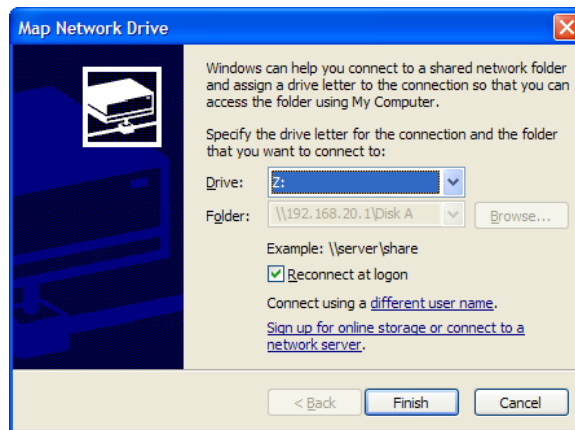 Map Network Drive
Windows can help you connect to a shared network folder
and assign a drive letter to the connection so that you can
access the folder using My Computer.
Specify the drive letter for the connection and the folder
that you want to connect to:
Drive: Z:
Folder: \\192.168.20.1\Disk A Browse...
Example: \\server\share
Reconnect at logon
Connect using a different user name.
Sign up for online storage or connect to a
network server.
< Back Finish Cancel